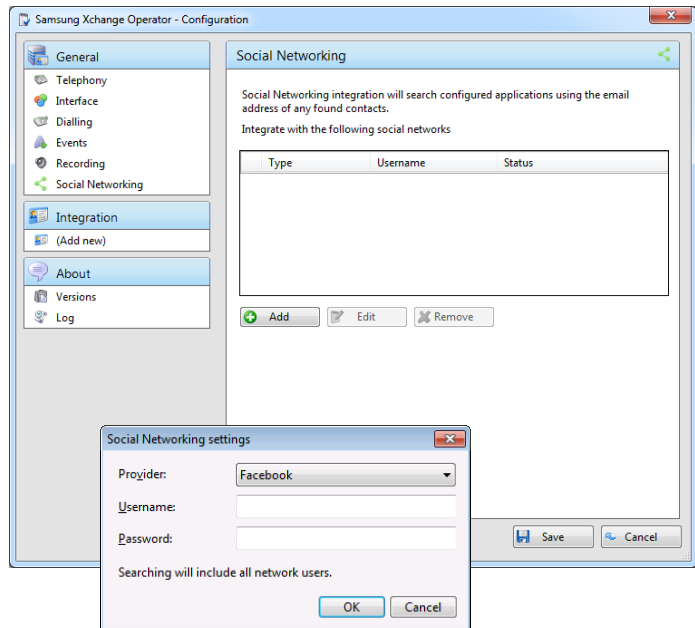 Samsung Xchange Operator - Configuration
General
Telephony
Interface
Dialling
Events
Recording
Social Networking
Integration
(Add new)
About
Versions
Log
Social Networking
Social Networking integration will search configured applications using the email
address of any found contacts.
Integrate with the following social networks
Type Username Status
Add Edit Remove
Save Cancel
Social Networking settings
Provider: Facebook
Username:
Password:
Searching will include all network users.
OK Cancel